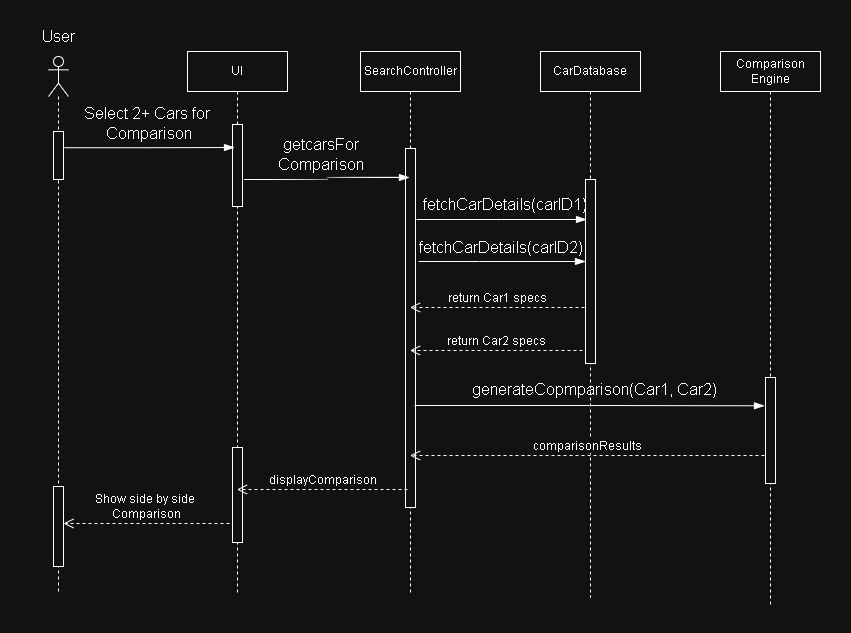 User
UI
SearchController
CarDatabase
Comparison
Engine
Select 2+ Cars for
Comparison
getcarsFor
Comparison
fetchCarDetails(carID1)
fetchCarDetails(carID2)
return Car1 specs
return Car2 specs
generateCopmparison(Car1, Car2)
comparisonResults
displayComparison
Show side by side
Comparison